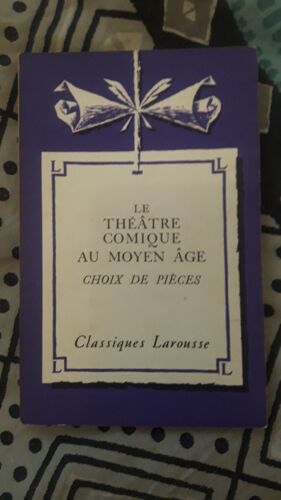 L L
LE
THÉÂTRE
COMIQUE
AU MOYEN ÂGE
CHOIX DE PIÈCES
Classiques Larousse
L L